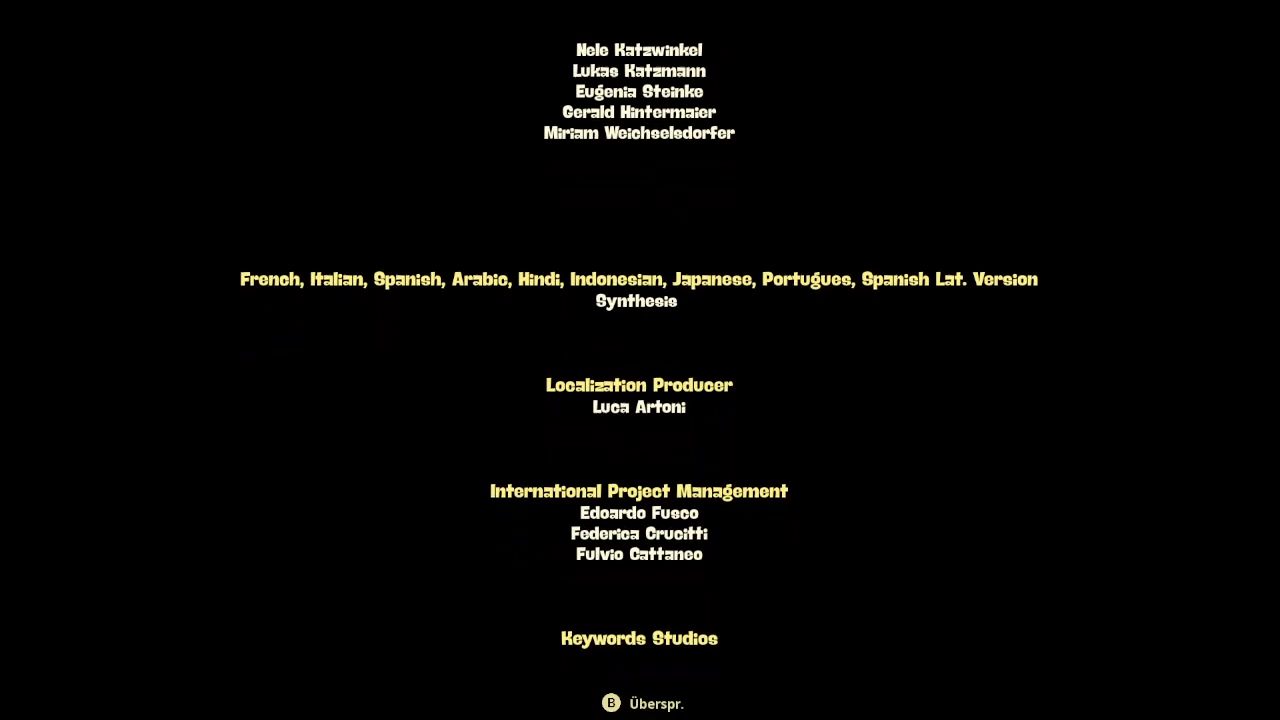 Nele Katzwinkel
Lukas Katzmann
Eugenia Steinke
Gerald Hintermaier
Miriam Weichselsdorfer
French, Italian, Spanish, Arabic, Hindi, Indonesian, Japanese, Portugues, Spanish Lat. Version
Synthesis
Localization Producer
Luca Artoni
International Project Management
Edoardo Fusco
Federica Crucitti
Fulvio Cattaneo
Keywords Studios
B Überspr.